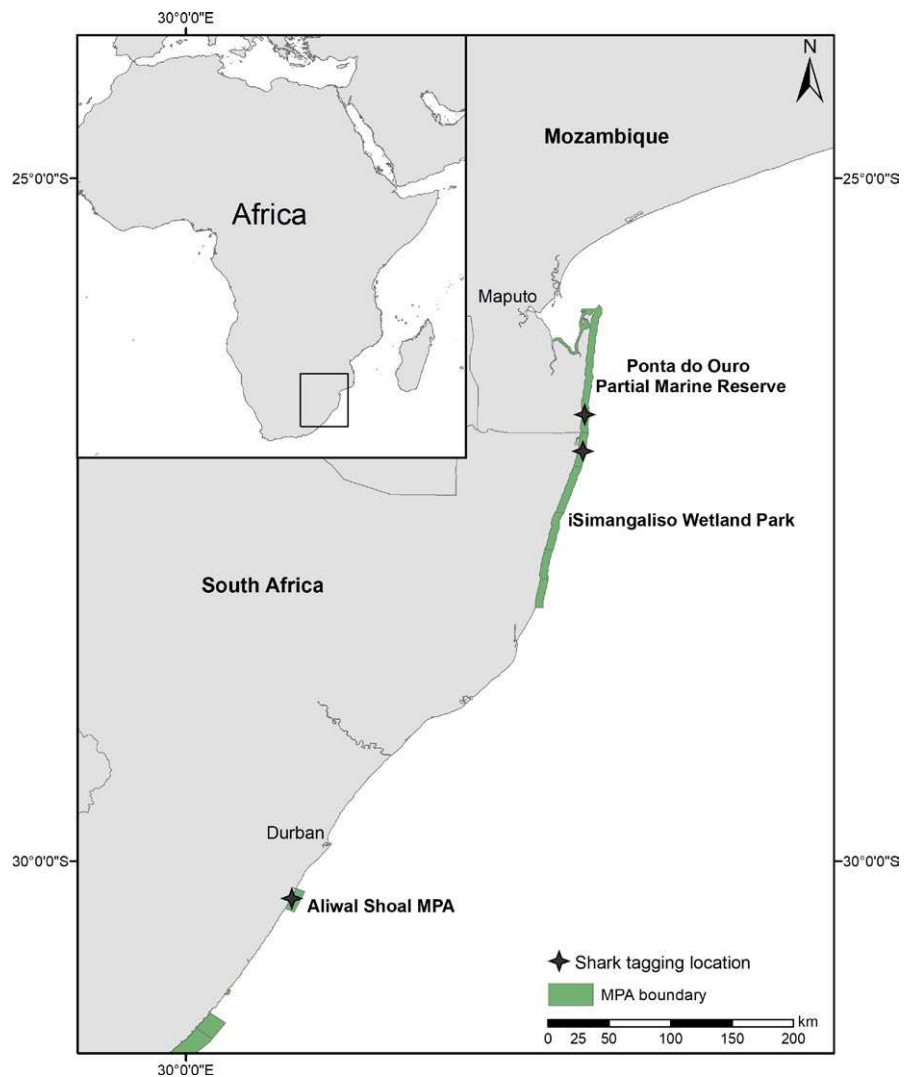 30°0'0"E
N
Mozambique
25°0'0"S
25°0'0"S
Africa
Maputo
Ponta do Ouro
Partial Marine Reserve
iSimangaliso Wetland Park
South Africa
Durban
30°0'0"S
30°0'0"S
Aliwal Shoal MPA
Shark tagging location
MPA boundary
km
0 25 50 100 150 200
30°0'0"E